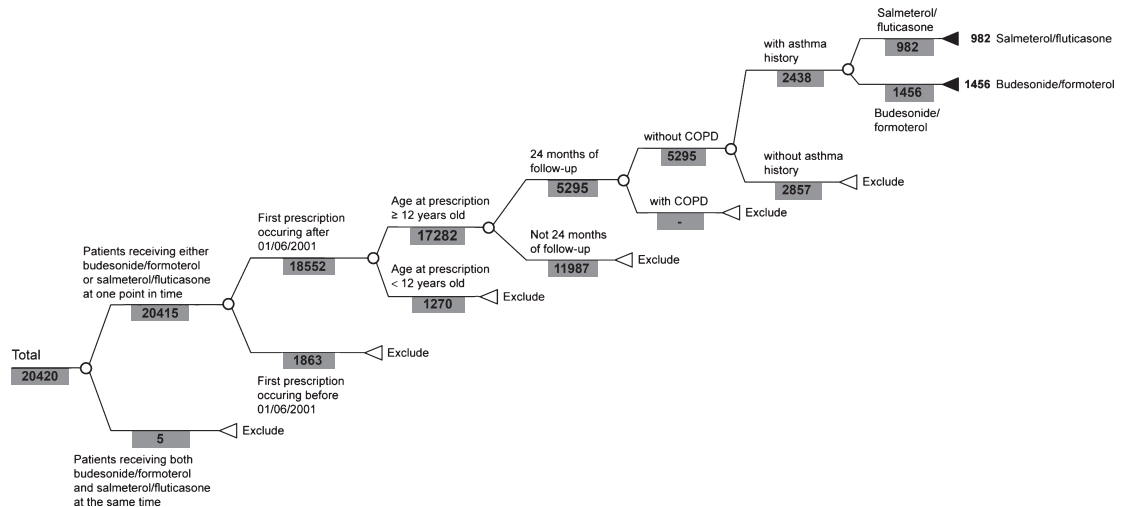 Salmeterol/
fluticasone
982
982 Salmeterol/fluticasone
with asthma
history
2438
1456
1456 Budesonide/formoterol
Budesonide/
formoterol
without COPD
5295
without asthma
history
2857
Exclude
24 months of
follow-up
5295
with COPD
-
Exclude
Age at prescription
≥ 12 years old
17282
Not 24 months
of follow-up
11987
Exclude
First prescription
occuring after
01/06/2001
18552
Age at prescription
< 12 years old
1270
Exclude
Patients receiving either
budesonide/formoterol
or salmeterol/fluticasone
at one point in time
20415
1863
Exclude
First prescription
occuring before
01/06/2001
Total
20420
5
Exclude
Patients receiving both
budesonide/formoterol
and salmeterol/fluticasone
at the same time